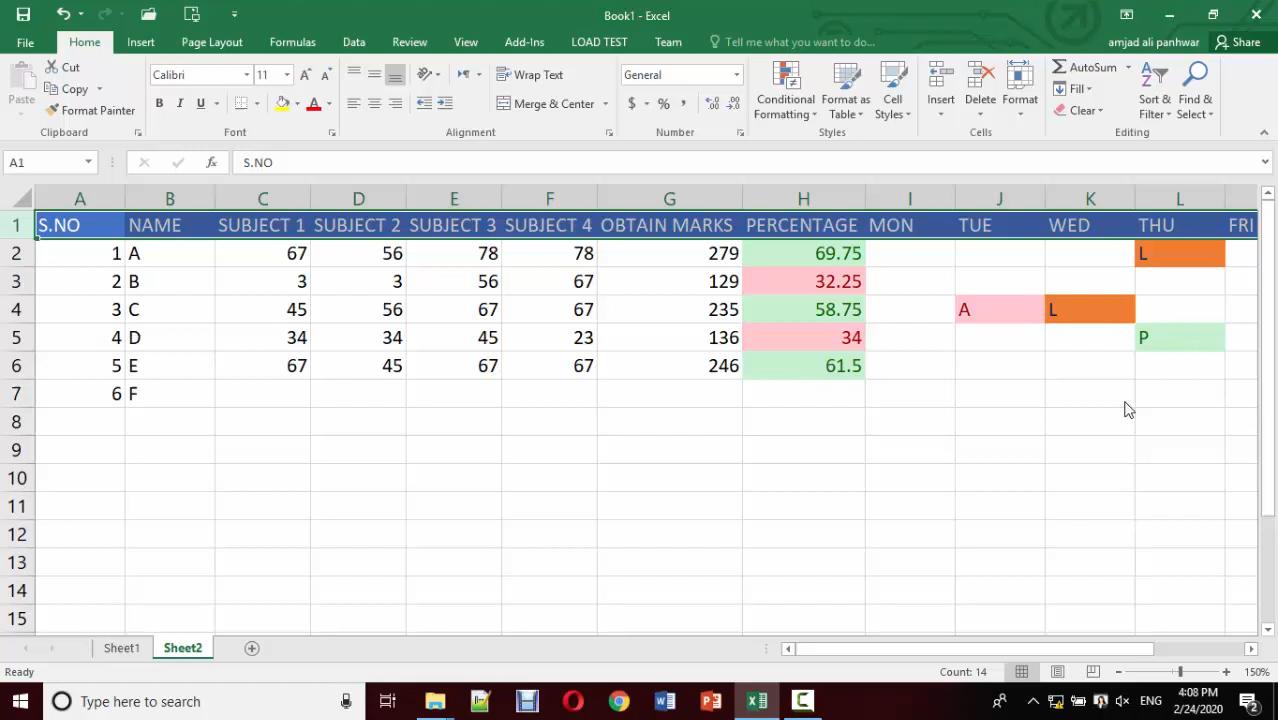 Book1 - Excel
File Home Insert Page Layout Formulas Data Review View Add-Ins LOAD TEST Team Tell me what you want to do... amjad ali panhwar Share
Paste Cut Copy Format Painter Clipboard
Calibri 11 A A B I U A Font
Wrap Text Merge & Center Alignment
General $ % , Number
Conditional Formatting Format as Table Cell Styles Styles
Insert Delete Format Cells
AutoSum Fill Clear Sort & Filter Find & Select Editing
A1 fx S.NO
A B C D E F G H I J K L
1 S.NO NAME SUBJECT 1 SUBJECT 2 SUBJECT 3 SUBJECT 4 OBTAIN MARKS PERCENTAGE MON TUE WED THU FRI
2 1 A 67 56 78 78 279 69.75 L
3 2 B 3 3 56 67 129 32.25
4 3 C 45 56 67 67 235 58.75 A L
5 4 D 34 34 45 23 136 34 P
6 5 E 67 45 67 67 246 61.5
7 6 F
8
9
10
11
12
13
14
15
Sheet1 Sheet2
Ready Count: 14 150%
Type here to search ENG 4:08 PM
2/24/2020 2